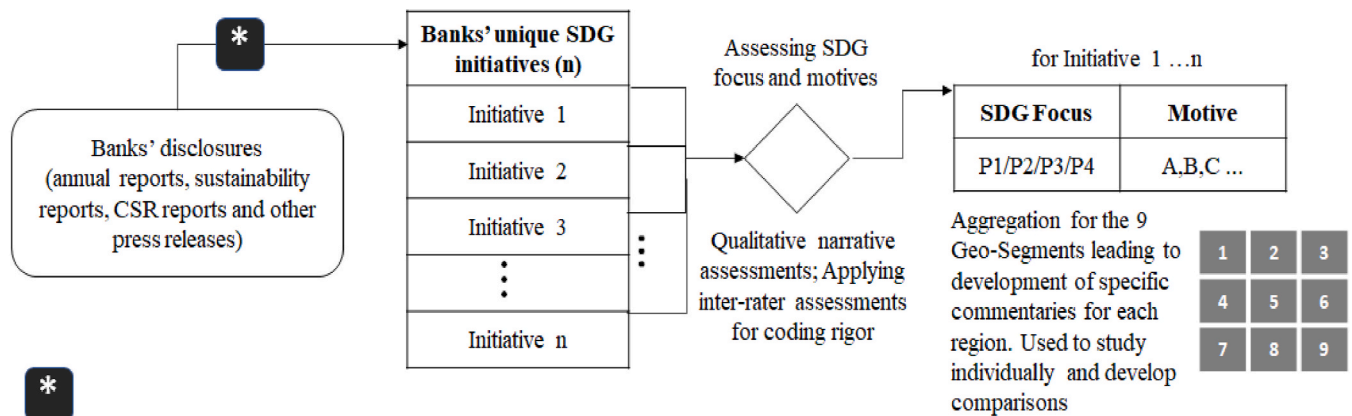 *
Banks' disclosures
(annual reports, sustainability
reports, CSR reports and other
press releases)
Banks' unique SDG
initiatives (n)
Initiative 1
Initiative 2
Initiative 3
Initiative n
Assessing SDG
focus and motives
Qualitative narrative
assessments; Applying
inter-rater assessments
for coding rigor
for Initiative 1 ...n
SDG Focus Motive
P1/P2/P3/P4 A,B,C ...
Aggregation for the 9
Geo-Segments leading to
development of specific
commentaries for each
region. Used to study
individually and develop
comparisons
1 2 3
4 5 6
7 8 9
*